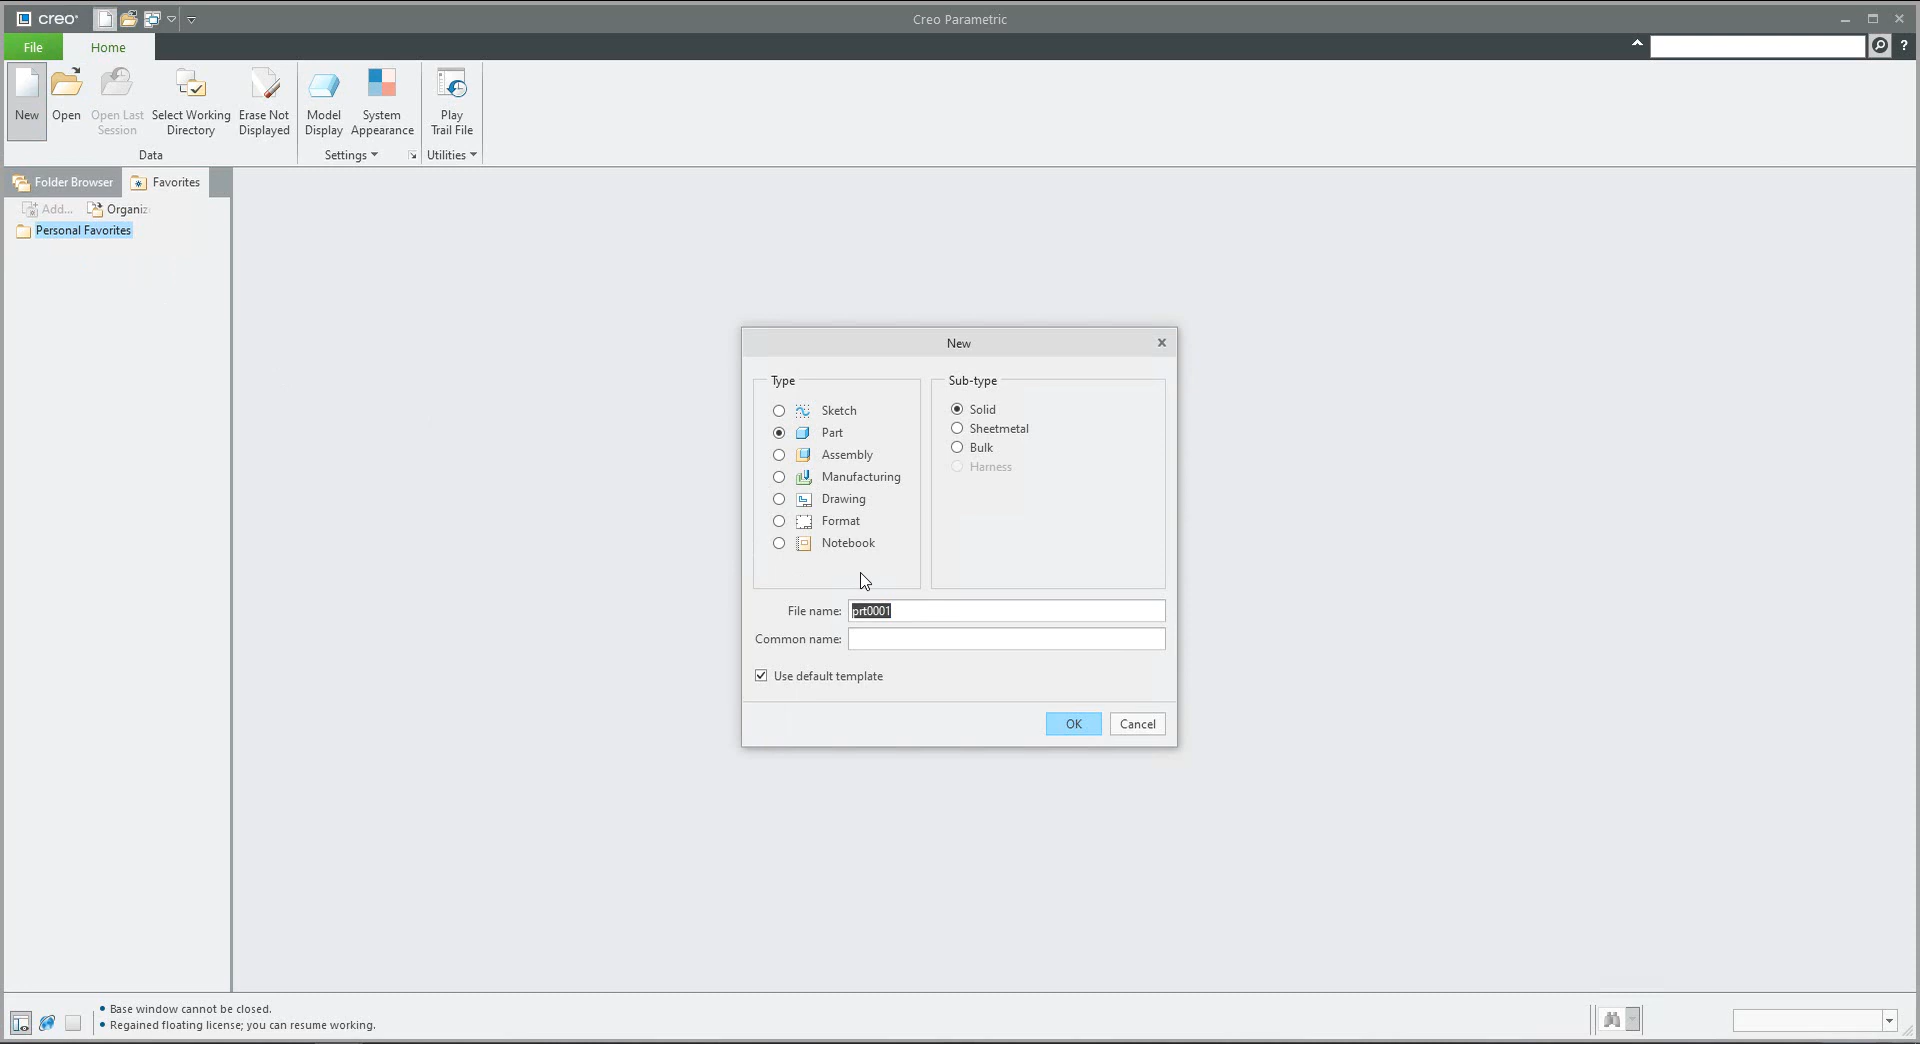 creo®
Creo Parametric
File
Home
?
New
Open
Open Last
Session
Select Working
Directory
Erase Not
Displayed
Model
Display
System
Appearance
Play
Trail File
Data
Settings
Utilities
Folder Browser
Favorites
Add...
Organiz
Personal Favorites
New
Type
Sub-type
Sketch
Part
Assembly
Manufacturing
Drawing
Format
Notebook
Solid
Sheetmetal
Bulk
Harness
File name:
prt0001
Common name:
Use default template
OK
Cancel
• Base window cannot be closed.
• Regained floating license; you can resume working.